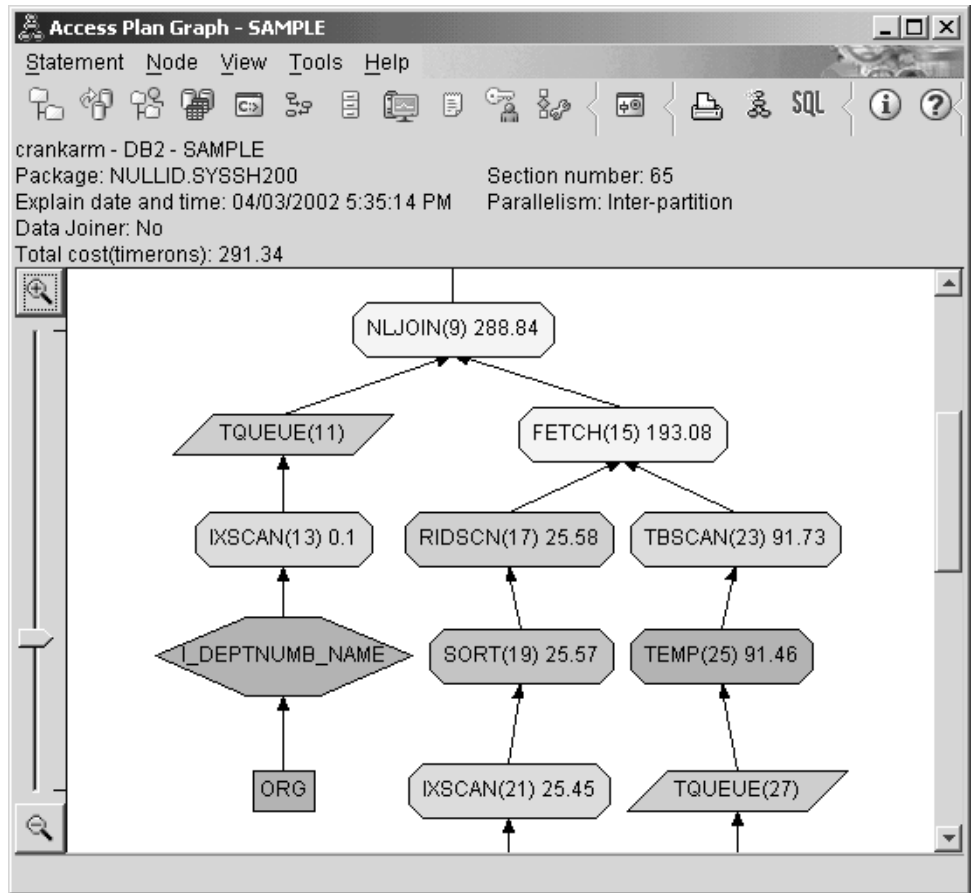 Access Plan Graph - SAMPLE
Statement Node View Tools Help
C:> SQL
crankarm - DB2 - SAMPLE
Package: NULLID.SYSSH200 Section number: 65
Explain date and time: 04/03/2002 5:35:14 PM Parallelism: Inter-partition
Data Joiner: No
Total cost(timerons): 291.34
NLJOIN(9) 288.84
TQUEUE(11) FETCH(15) 193.08
IXSCAN(13) 0.1 RIDSCN(17) 25.58 TBSCAN(23) 91.73
I_DEPTNUMB_NAME SORT(19) 25.57 TEMP(25) 91.46
ORG IXSCAN(21) 25.45 TQUEUE(27)